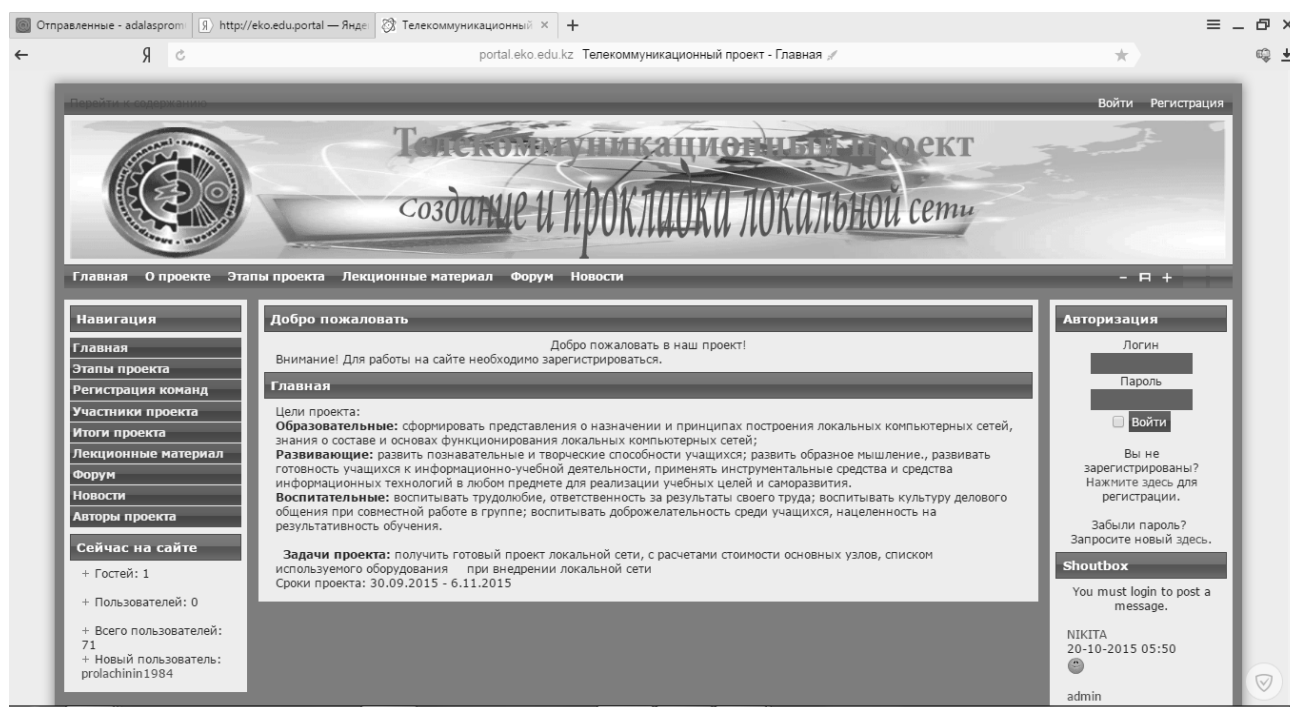 Отправленные - adalasprom
Я http://eko.edu.portal — Янде
Телекоммуникационный × +
Я
portal.eko.edu.kz Телекоммуникационный проект - Главная
Перейти к содержанию
Войти Регистрация
Телекоммуникационный проект
Создание и прокладка локальной сети
Главная О проекте Этапы проекта Лекционные материал Форум Новости
Навигация
Главная
Этапы проекта
Регистрация команд
Участники проекта
Итоги проекта
Лекционные материал
Форум
Новости
Авторы проекта
Сейчас на сайте
+ Гостей: 1
+ Пользователей: 0
+ Всего пользователей:
71
+ Новый пользователь:
prolachinin1984
Добро пожаловать
Добро пожаловать в наш проект!
Внимание! Для работы на сайте необходимо зарегистрироваться.
Главная
Цели проекта:
Образовательные: сформировать представления о назначении и принципах построения локальных компьютерных сетей,
знания о составе и основах функционирования локальных компьютерных сетей;
Развивающие: развить познавательные и творческие способности учащихся; развить образное мышление., развивать
готовность учащихся к информационно-учебной деятельности, применять инструментальные средства и средства
информационных технологий в любом предмете для реализации учебных целей и саморазвития.
Воспитательные: воспитывать трудолюбие, ответственность за результаты своего труда; воспитывать культуру делового
общения при совместной работе в группе; воспитывать доброжелательность среди учащихся, нацеленность на
результативность обучения.
Задачи проекта: получить готовый проект локальной сети, с расчетами стоимости основных узлов, списком
используемого оборудования при внедрении локальной сети
Сроки проекта: 30.09.2015 - 6.11.2015
Авторизация
Логин
Пароль
Войти
Вы не
зарегистрированы?
Нажмите здесь для
регистрации.
Забыли пароль?
Запросите новый здесь.
Shoutbox
You must login to post a
message.
NIKITA
20-10-2015 05:50
admin